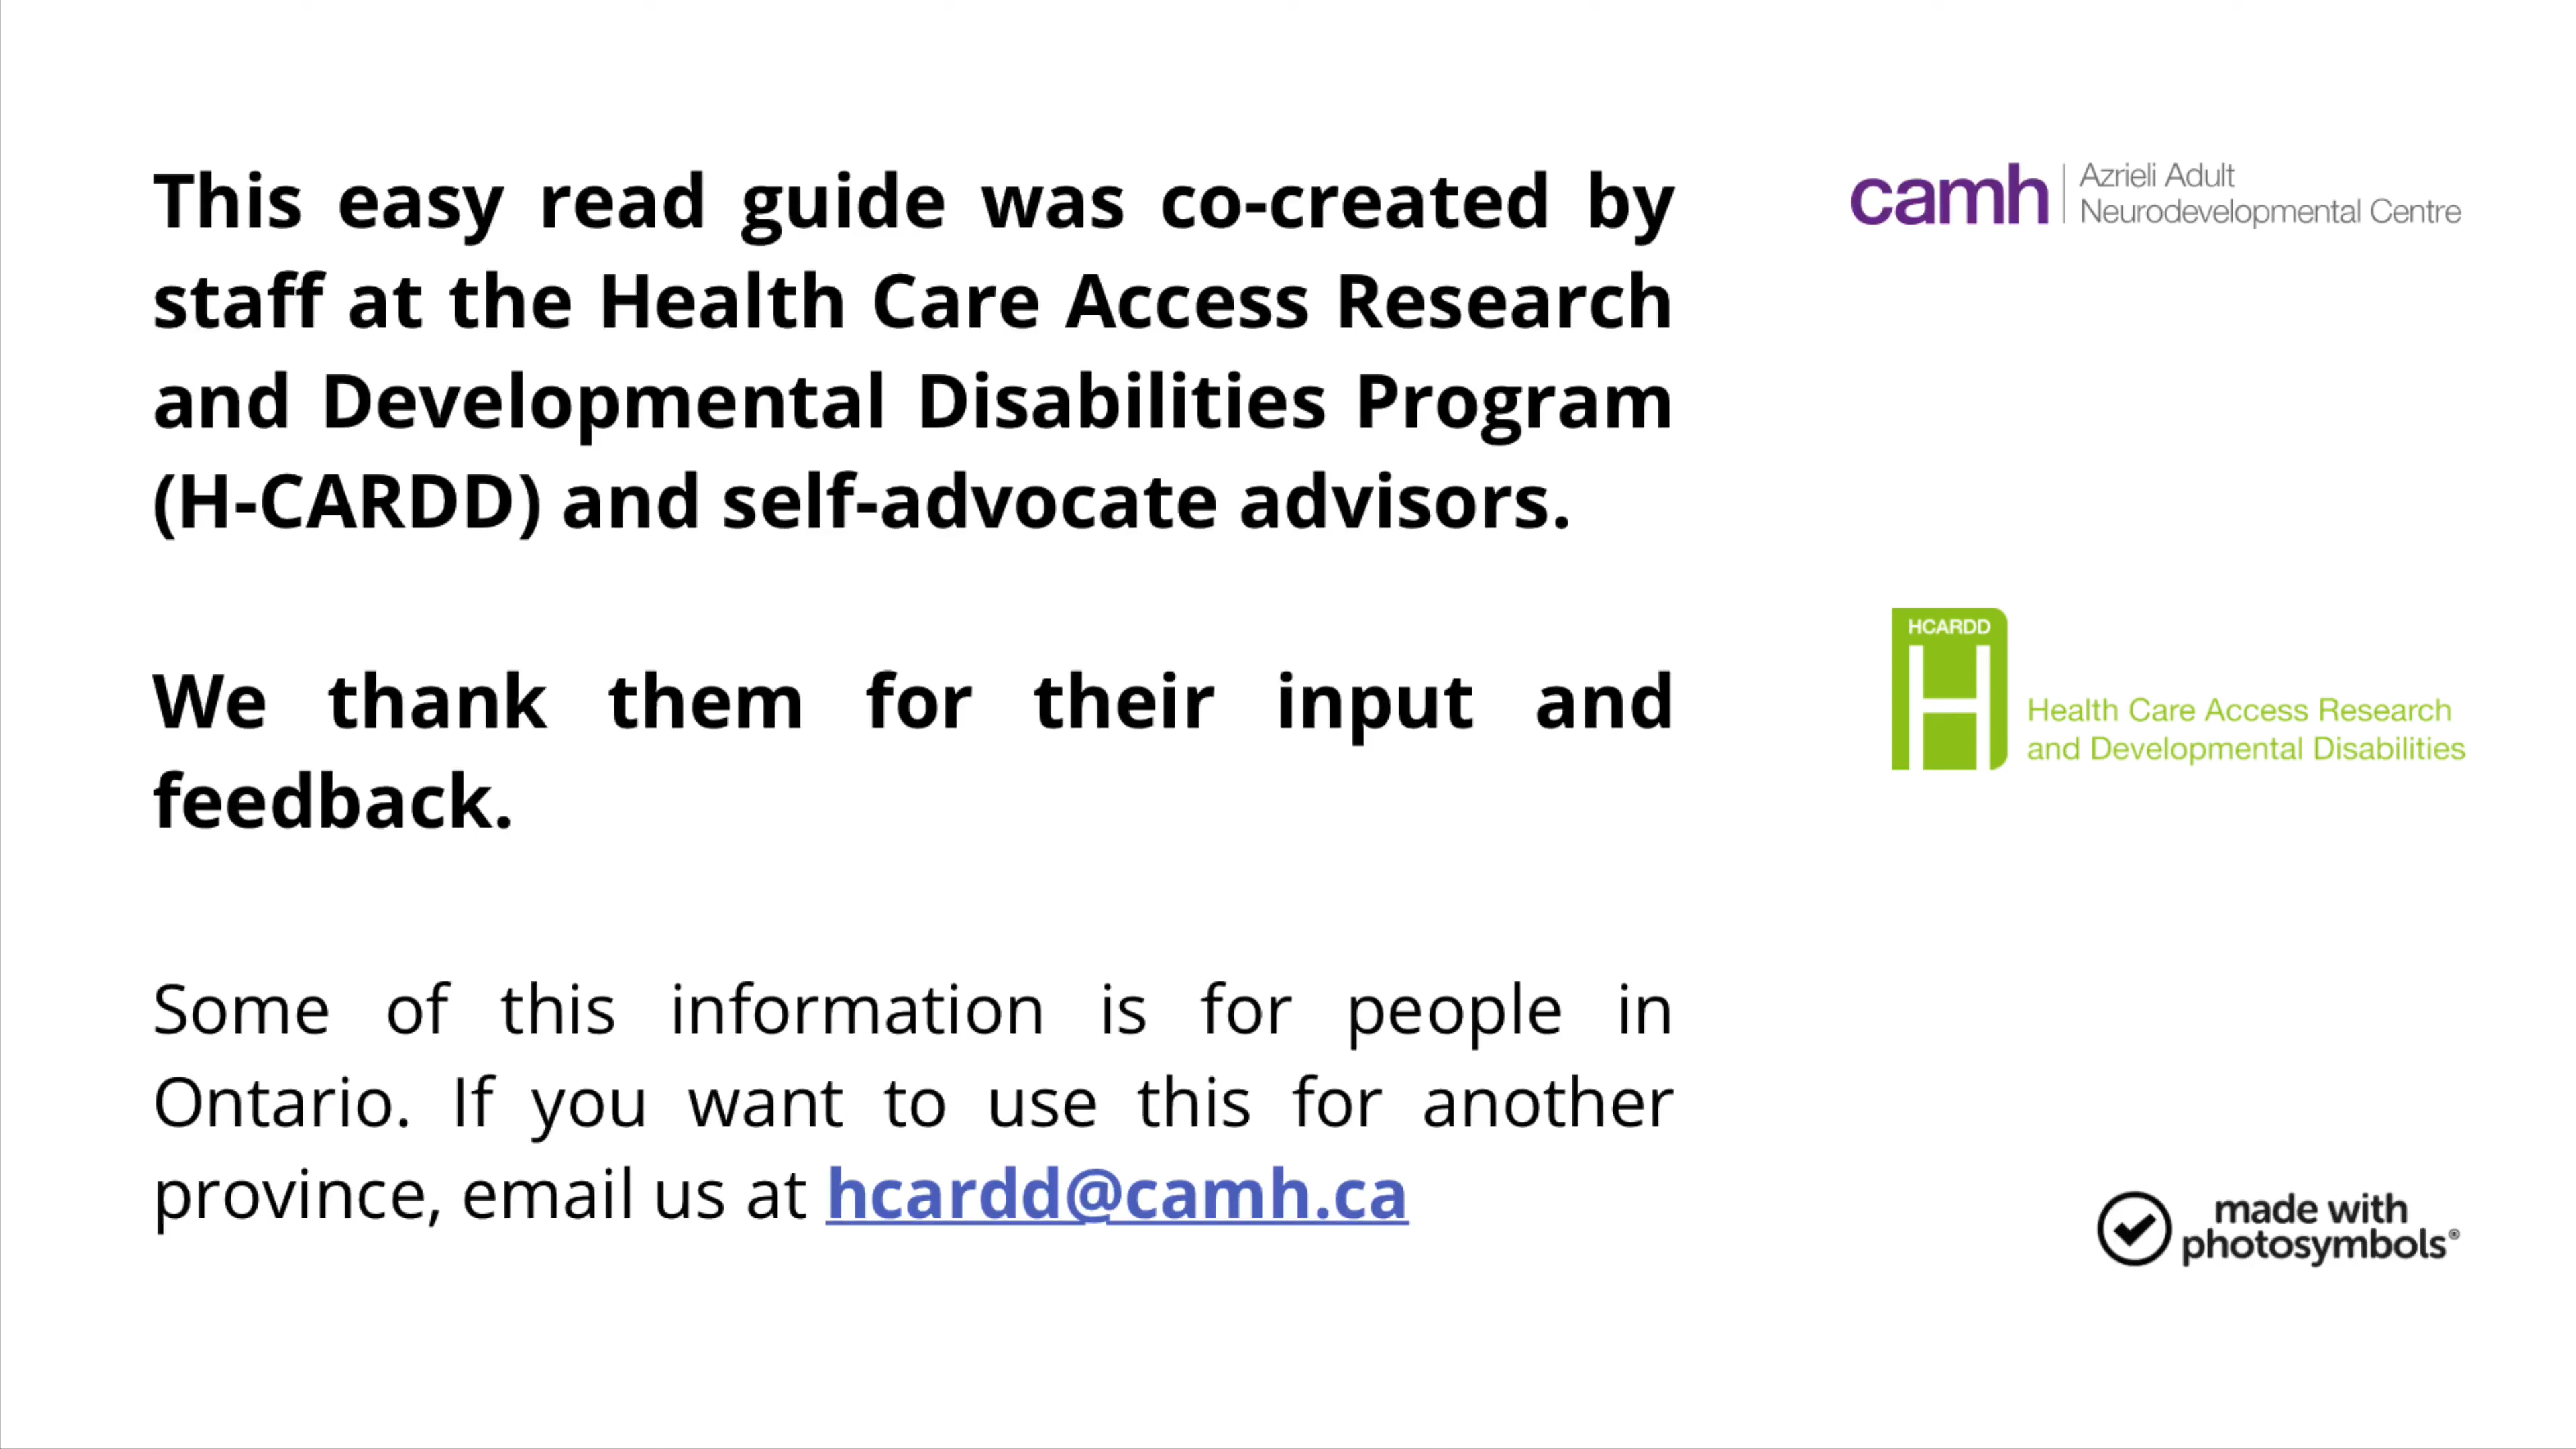 This easy read guide was co-created by
staff at the Health Care Access Research
and Developmental Disabilities Program
(H-CARDD) and self-advocate advisors.
We thank them for their input and
feedback.
Some of this information is for people in
Ontario. If you want to use this for another
province, email us at hcardd@camh.ca
camh
Azrieli Adult
Neurodevelopmental Centre
HCARDD
H
Health Care Access Research
and Developmental Disabilities
made with
photosymbols®